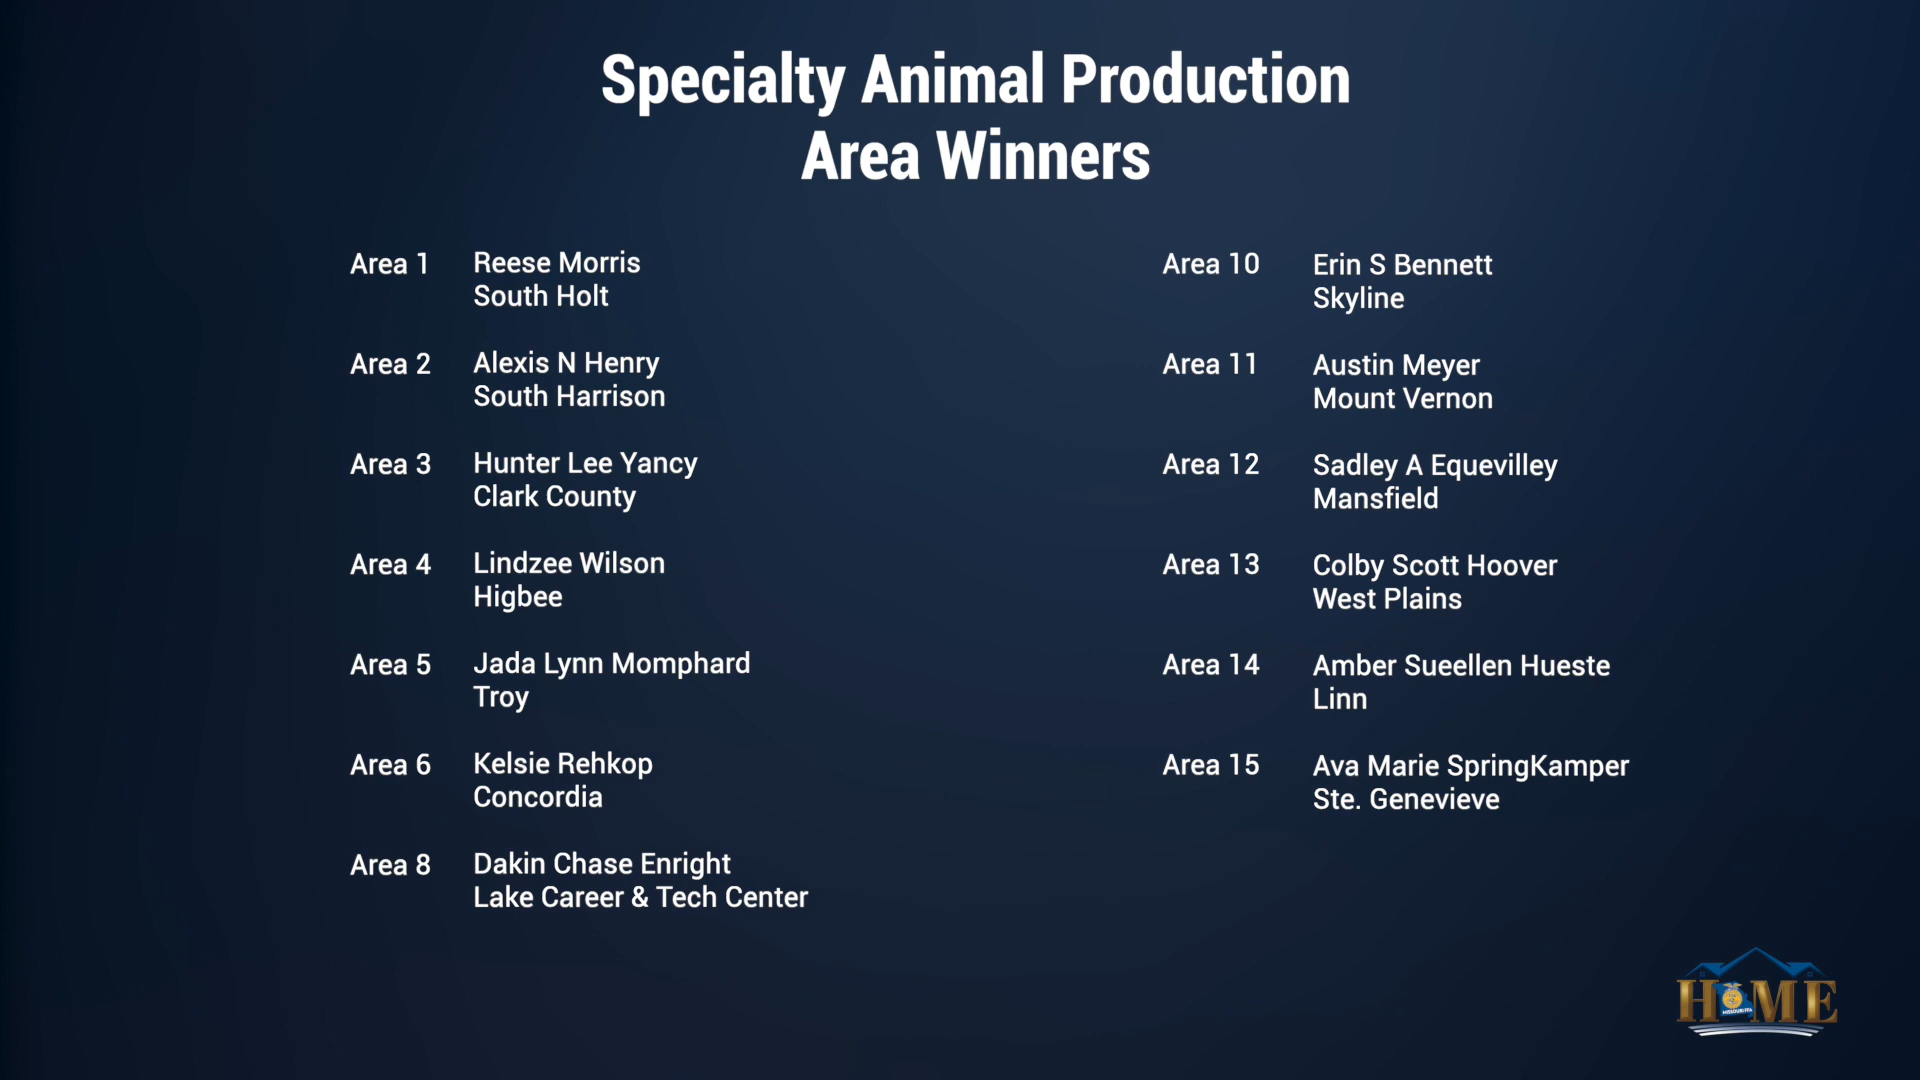 Specialty Animal Production
Area Winners
Area 1
Reese Morris
South Holt
Area 2
Alexis N Henry
South Harrison
Area 3
Hunter Lee Yancy
Clark County
Area 4
Lindzee Wilson
Higbee
Area 5
Jada Lynn Momphard
Troy
Area 6
Kelsie Rehkop
Concordia
Area 8
Dakin Chase Enright
Lake Career & Tech Center
Area 10
Erin S Bennett
Skyline
Area 11
Austin Meyer
Mount Vernon
Area 12
Sadley A Equevilley
Mansfield
Area 13
Colby Scott Hoover
West Plains
Area 14
Amber Sueellen Hueste
Linn
Area 15
Ava Marie SpringKamper
Ste. Genevieve
HOME
MISSOURI FFA